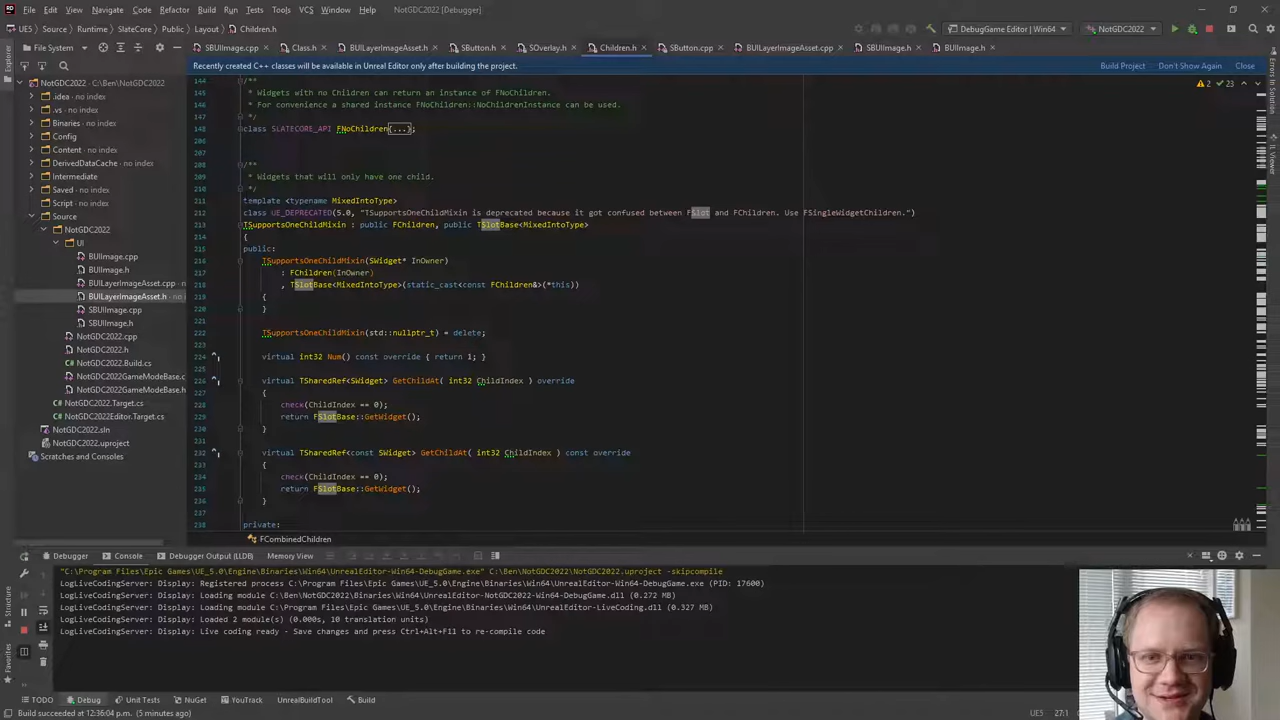 File Edit View Navigate Code Refactor Build Run Tests Tools VCS Window Help NotGDC2022 [Debugger]
UE5 Source Runtime SlateCore Public Layout Children.h
DebugGame Editor | Win64 NotGDC2022
Explorer
File System
SBUIImage.cpp Class.h BUILayerImageAsset.h SButton.h SOverlay.h Children.h SButton.cpp BUILayerImageAsset.cpp SBUIImage.h BUIImage.h
Recently created C++ classes will be available in Unreal Editor only after building the project.
Build Project Don't Show Again Close
NotGDC2022 C:\Ben\NotGDC2022
.idea no index
.vs no index
Binaries no index
Config
Content no index
DerivedDataCache no index
Intermediate
Saved no index
Source
NotGDC2022
UI
BUIImage.cpp
BUIImage.h
BUILayerImageAsset.cpp
BUILayerImageAsset.h no
SBUIImage.cpp
SBUIImage.h
NotGDC2022.cpp
NotGDC2022.h
NotGDC2022.Build.cs
NotGDC2022GameModeBase.c
NotGDC2022GameModeBase.h
NotGDC2022.Target.cs
NotGDC2022Editor.Target.cs
NotGDC2022.sln
NotGDC2022.uproject
Scratches and Consoles
2 23
Errors In Solution
IL Viewer
144 /**
145 * Widgets with no Children can return an instance of FNoChildren.
146 * For convenience a shared instance FNoChildren::NoChildrenInstance can be used.
147 */
148 class SLATECORE_API FNoChildren{...};
206
207
208 /**
209 * Widgets that will only have one child.
210 */
211 template <typename MixedIntoType>
212 class UE_DEPRECATED(5.0, "TSupportsOneChildMixin is deprecated because it got confused between FSlot and FChildren. Use FSingleWidgetChildren.")
213 TSupportsOneChildMixin : public FChildren, public TSlotBase<MixedIntoType>
214 {
215 public:
216 TSupportsOneChildMixin(SWidget* InOwner)
217 : FChildren(InOwner)
218 , TSlotBase<MixedIntoType>(static_cast<const FChildren&>(*this))
219 {
220 }
221
222 TSupportsOneChildMixin(std::nullptr_t) = delete;
223
224 virtual int32 Num() const override { return 1; }
225
226 virtual TSharedRef<SWidget> GetChildAt( int32 ChildIndex ) override
227 {
228 check(ChildIndex == 0);
229 return FSlotBase::GetWidget();
230 }
231
232 virtual TSharedRef<const SWidget> GetChildAt( int32 ChildIndex ) const override
233 {
234 check(ChildIndex == 0);
235 return FSlotBase::GetWidget();
236 }
237
238 private:
FCombinedChildren
Debugger Console Debugger Output (LLDB) Memory View
"C:\Program Files\Epic Games\UE_5.0\Engine\Binaries\Win64\UnrealEditor-Win64-DebugGame.exe" C:\Ben\NotGDC2022\NotGDC2022.uproject -skipcompile
LogLiveCodingServer: Display: Registered process C:\Program Files\Epic Games\UE_5.0\Engine\Binaries\Win64\UnrealEditor-Win64-DebugGame.exe (PID: 17600)
LogLiveCodingServer: Display: Loading module C:\Ben\NotGDC2022\Binaries\Win64\UnrealEditor-NotGDC2022-Win64-DebugGame.dll (0.272 MB)
LogLiveCodingServer: Display: Loading module C:\Program Files\Epic Games\UE_5.0\Engine\Binaries\Win64\UnrealEditor-LiveCoding.dll (0.327 MB)
LogLiveCodingServer: Display: Loaded 2 module(s) (0.000s, 10 translation units)
LogLiveCodingServer: Display: Live coding ready - Save changes and press Ctrl+Alt+F11 to re-compile code
Structure
Favorites
TODO Debug Unit Tests NuGet YouTrack UnrealBuildTool Build
Build succeeded at 12:36:04 p.m. (5 minutes ago)
UE5 27:1